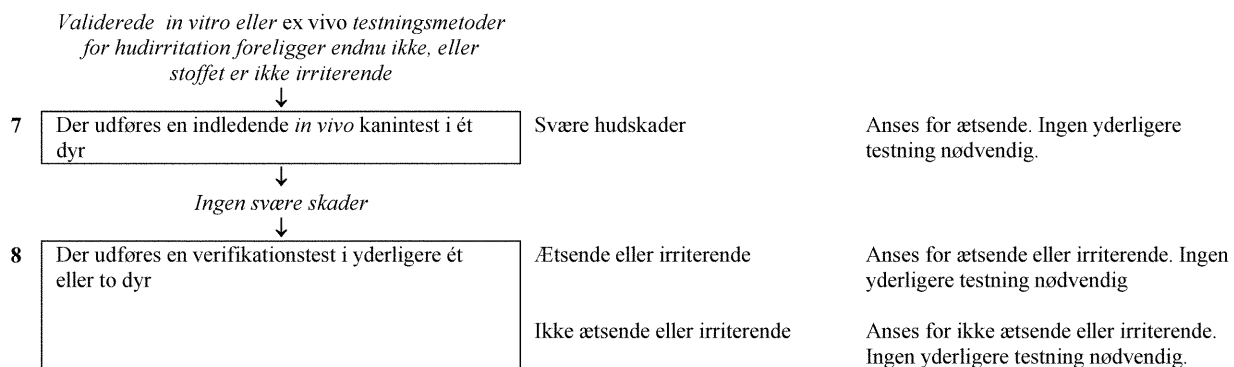 Validerede in vitro eller ex vivo testningsmetoder
for hudirritation foreligger endnu ikke, eller
stoffet er ikke irriterende
↓
7 Der udføres en indledende in vivo kanintest i ét Svære hudskader Anses for ætsende. Ingen yderligere
dyr testning nødvendig.
↓
Ingen svære skader
↓
8 Der udføres en verifikationstest i yderligere ét Ætsende eller irriterende Anses for ætsende eller irriterende. Ingen
eller to dyr yderligere testning nødvendig
Ikke ætsende eller irriterende Anses for ikke ætsende eller irriterende.
Ingen yderligere testning nødvendig.